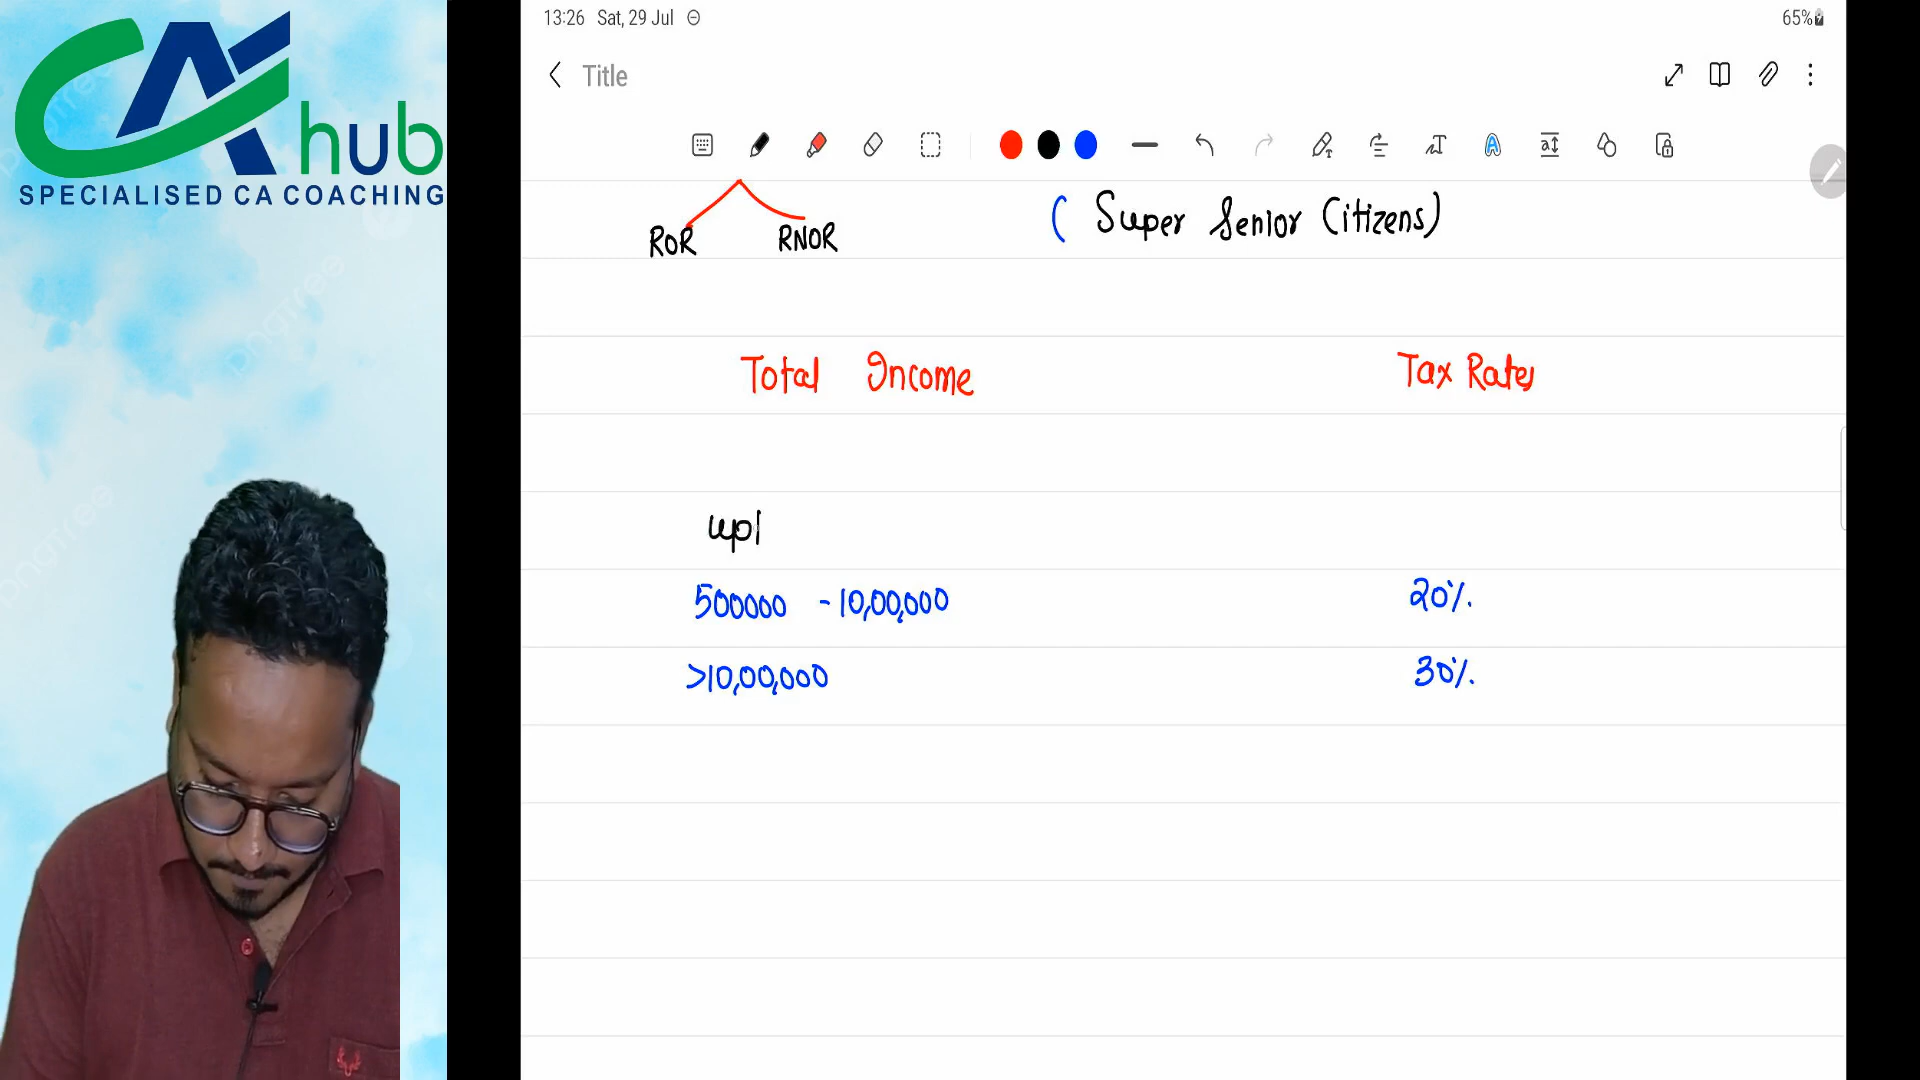 CA hub
SPECIALISED CA COACHING
13:26 Sat, 29 Jul
65%
Title
ROR RNOR
( Super Senior Citizens)
Total Income Tax Rates
upl
500000 - 10,00,000 20%.
>10,00,000 30%.